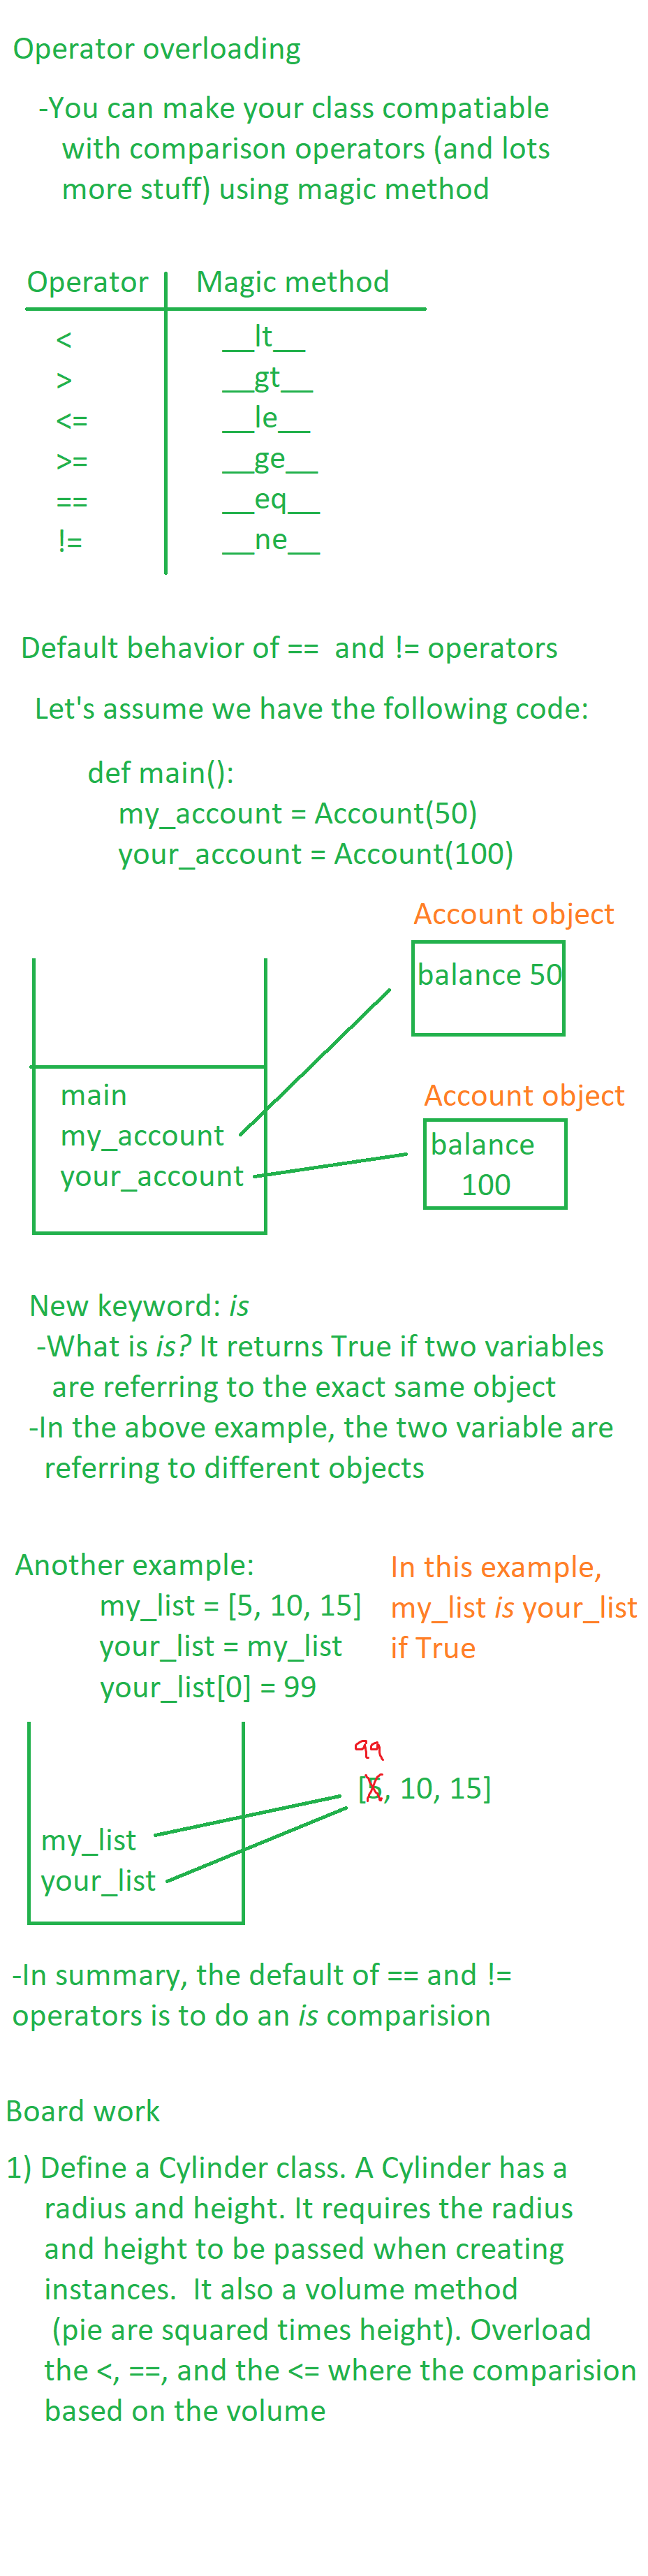 Operator overloading
-You can make your class compatiable
with comparison operators (and lots
more stuff) using magic method
Operator Magic method
< __lt__
> __gt__
<= __le__
>= __ge__
== __eq__
!= __ne__
Default behavior of == and != operators
Let's assume we have the following code:
def main():
my_account = Account(50)
your_account = Account(100)
Account object
balance 50
main
my_account
your_account
Account object
balance
100
New keyword: is
-What is is? It returns True if two variables
are referring to the exact same object
-In the above example, the two variable are
referring to different objects
Another example:
my_list = [5, 10, 15]
your_list = my_list
your_list[0] = 99
In this example,
my_list is your_list
if True
99
[5, 10, 15]
my_list
your_list
-In summary, the default of == and !=
operators is to do an is comparision
Board work
1) Define a Cylinder class. A Cylinder has a
radius and height. It requires the radius
and height to be passed when creating
instances. It also a volume method
(pie are squared times height). Overload
the <, ==, and the <= where the comparision
based on the volume